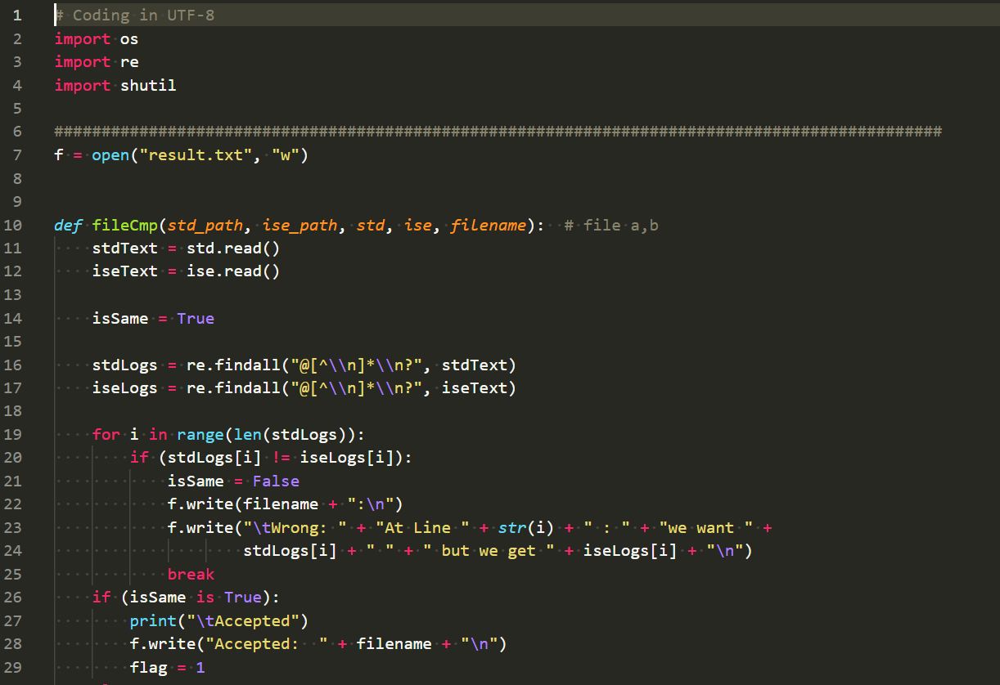 1 # Coding in UTF-8
2 import os
3 import re
4 import shutil
5
6 ##############################################################################################
7 f = open("result.txt", "w")
8
9
10 def fileCmp(std_path, ise_path, std, ise, filename):  # file a,b
11     stdText = std.read()
12     iseText = ise.read()
13
14     isSame = True
15
16     stdLogs = re.findall("@[^\\n]*\\n?", stdText)
17     iseLogs = re.findall("@[^\\n]*\\n?", iseText)
18
19     for i in range(len(stdLogs)):
20         if (stdLogs[i] != iseLogs[i]):
21             isSame = False
22             f.write(filename + ":\n")
23             f.write("\tWrong: " + "At Line " + str(i) + " : " + "we want " +
24                     stdLogs[i] + " " + " but we get " + iseLogs[i] + "\n")
25             break
26     if (isSame is True):
27         print("\tAccepted")
28         f.write("Accepted:  " + filename + "\n")
29         flag = 1